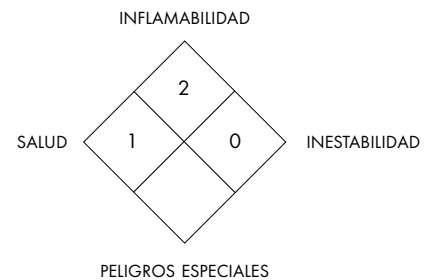 INFLAMABILIDAD
2
SALUD 1 0 INESTABILIDAD
PELIGROS ESPECIALES